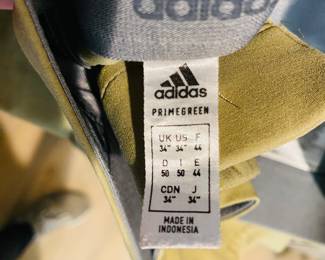 adidas
adidas
PRIMEGREEN
UK US F
34" 34" 44
D I E
50 50 44
CDN J
34" 34"
MADE IN
INDONESIA